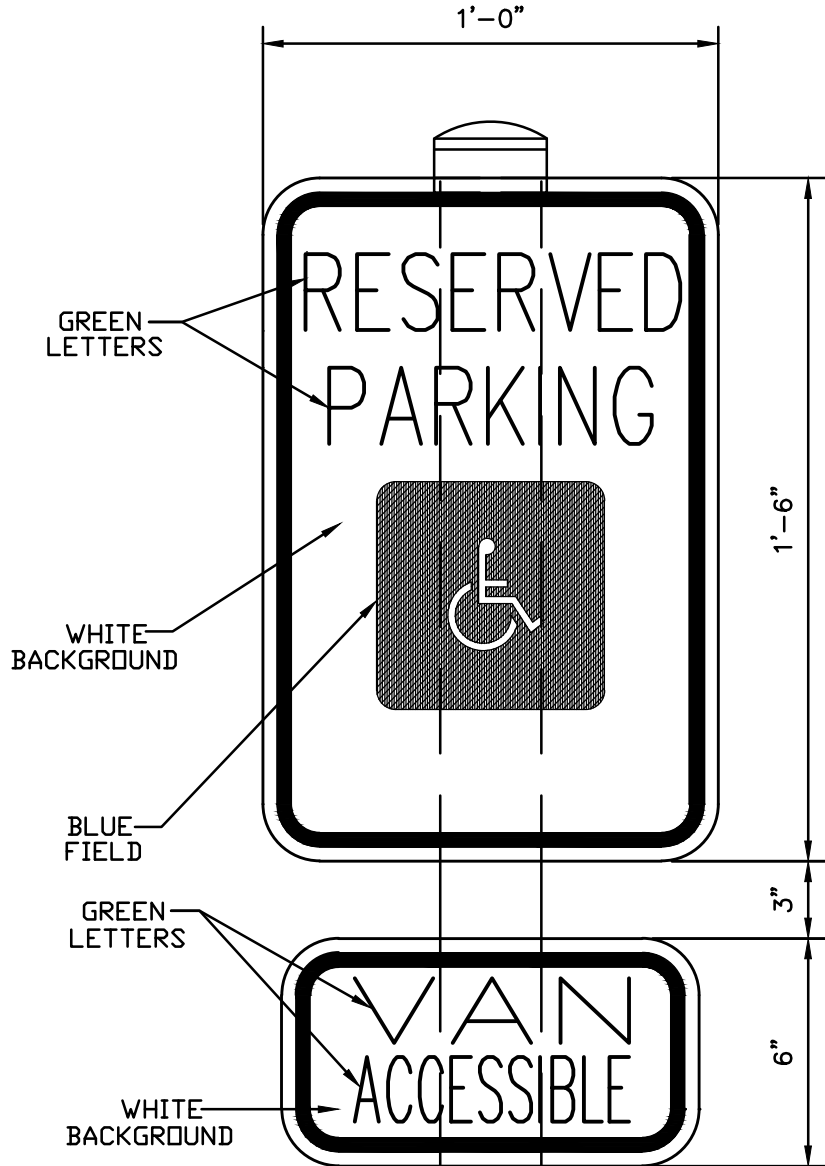 1'-0"
RESERVED
PARKING
GREEN
LETTERS
1'-6"
WHITE
BACKGROUND
BLUE
FIELD
3"
GREEN
LETTERS
VAN
ACCESSIBLE
6"
WHITE
BACKGROUND